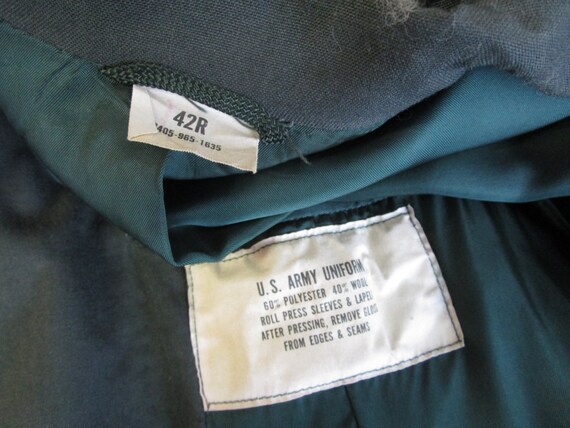 42R
8405-965-1635
U.S. ARMY UNIFORM
60% POLYESTER 40% WOOL
ROLL PRESS SLEEVES & LAPEL
AFTER PRESSING, REMOVE GLOSS
FROM EDGES & SEAMS